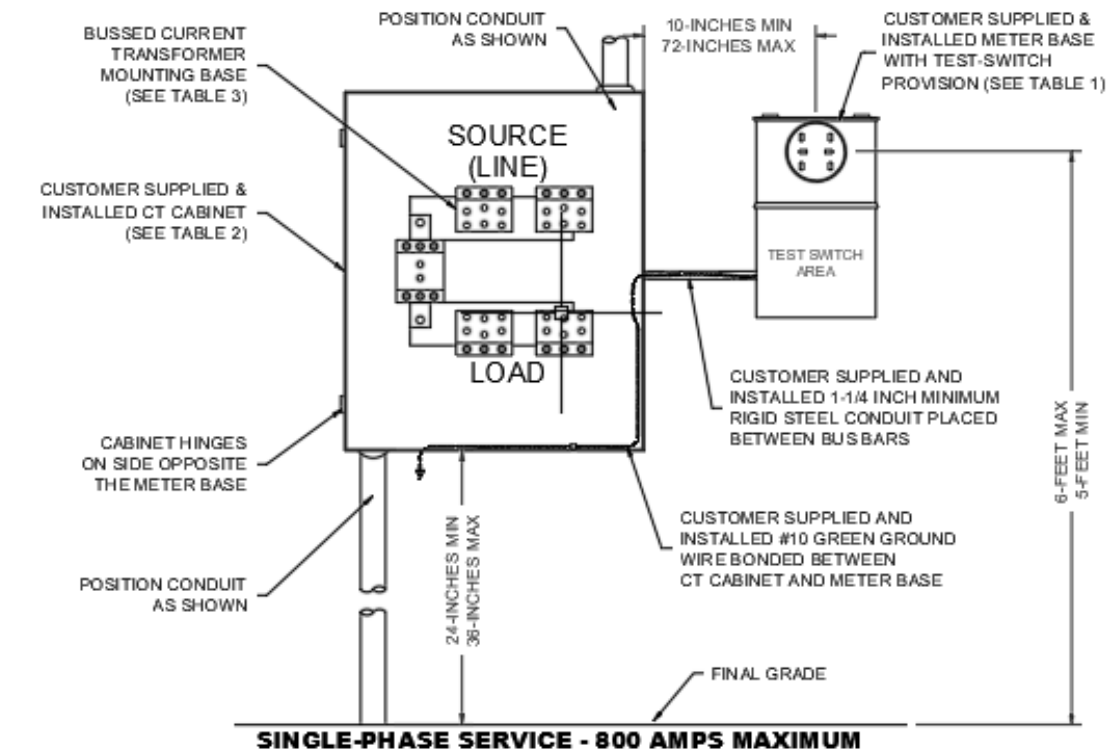 BUSSED CURRENT
TRANSFORMER
MOUNTING BASE
(SEE TABLE 3)
POSITION CONDUIT
AS SHOWN
10-INCHES MIN
72-INCHES MAX
CUSTOMER SUPPLIED &
INSTALLED METER BASE
WITH TEST-SWITCH
PROVISION (SEE TABLE 1)
SOURCE
(LINE)
CUSTOMER SUPPLIED &
INSTALLED CT CABINET
(SEE TABLE 2)
TEST SWITCH
AREA
LOAD
CUSTOMER SUPPLIED AND
INSTALLED 1-1/4 INCH MINIMUM
RIGID STEEL CONDUIT PLACED
BETWEEN BUS BARS
CABINET HINGES
ON SIDE OPPOSITE
THE METER BASE
6-FEET MAX
5-FEET MIN
CUSTOMER SUPPLIED AND
INSTALLED #10 GREEN GROUND
WIRE BONDED BETWEEN
CT CABINET AND METER BASE
24-INCHES MIN
36-INCHES MAX
POSITION CONDUIT
AS SHOWN
FINAL GRADE
SINGLE-PHASE SERVICE - 800 AMPS MAXIMUM